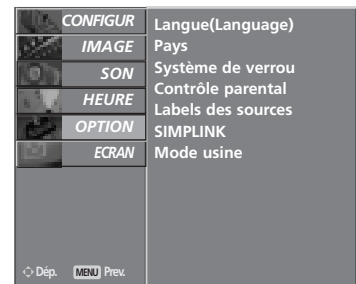 CONFIGUR
IMAGE
SON
HEURE
OPTION
ECRAN
Langue(Language)
Pays
Système de verrou
Contrôle parental
Labels des sources
SIMPLINK
Mode usine
Dép. MENU Prev.